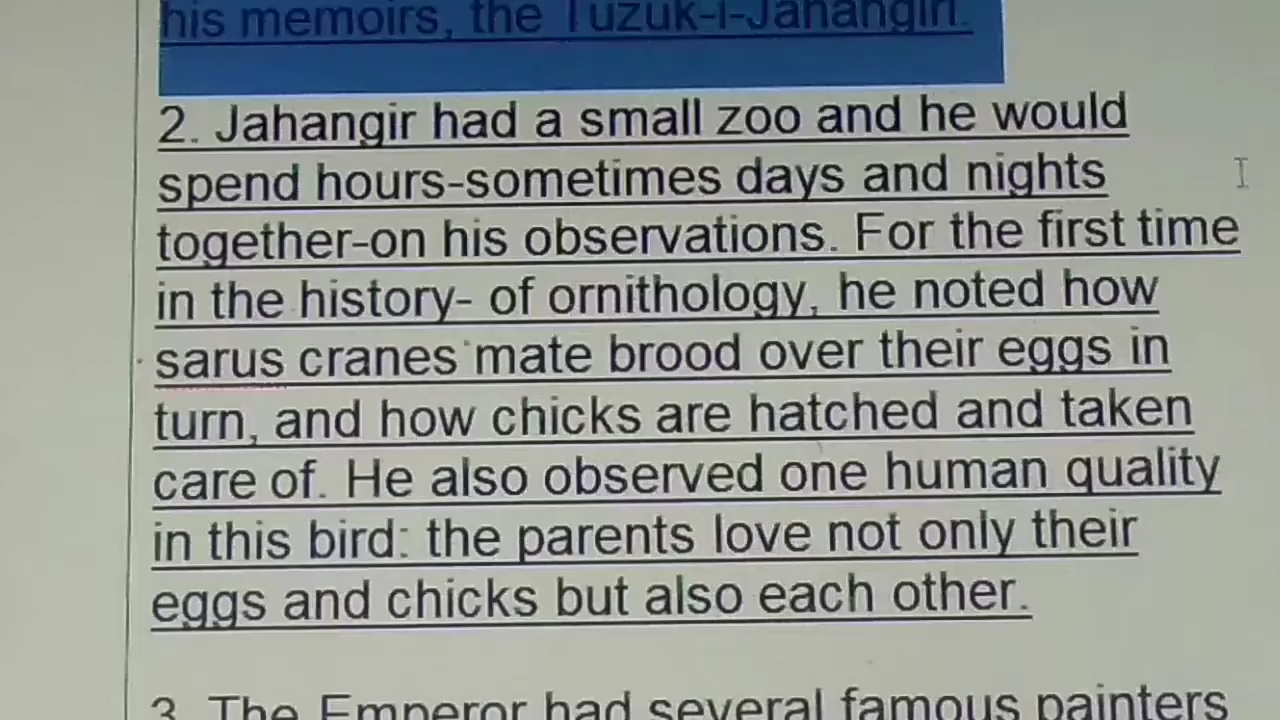 his memoirs, the Tuzuk-i-Jahangiri.
2. Jahangir had a small zoo and he would
spend hours-sometimes days and nights
together-on his observations. For the first time
in the history- of ornithology, he noted how
sarus cranes mate brood over their eggs in
turn, and how chicks are hatched and taken
care of. He also observed one human quality
in this bird: the parents love not only their
eggs and chicks but also each other.
3. The Emperor had several famous painters